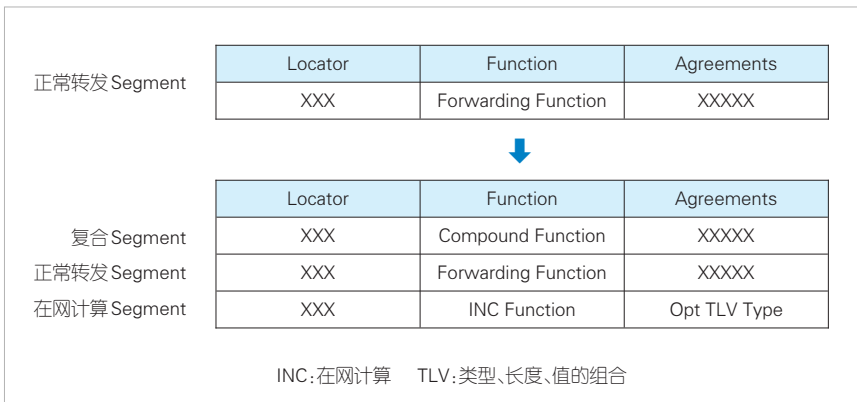 Locator Function Agreements
正常转发Segment XXX Forwarding Function XXXXX
Locator Function Agreements
复合Segment XXX Compound Function XXXXX
正常转发Segment XXX Forwarding Function XXXXX
在网计算Segment XXX INC Function Opt TLV Type
INC:在网计算 TLV:类型、长度、值的组合